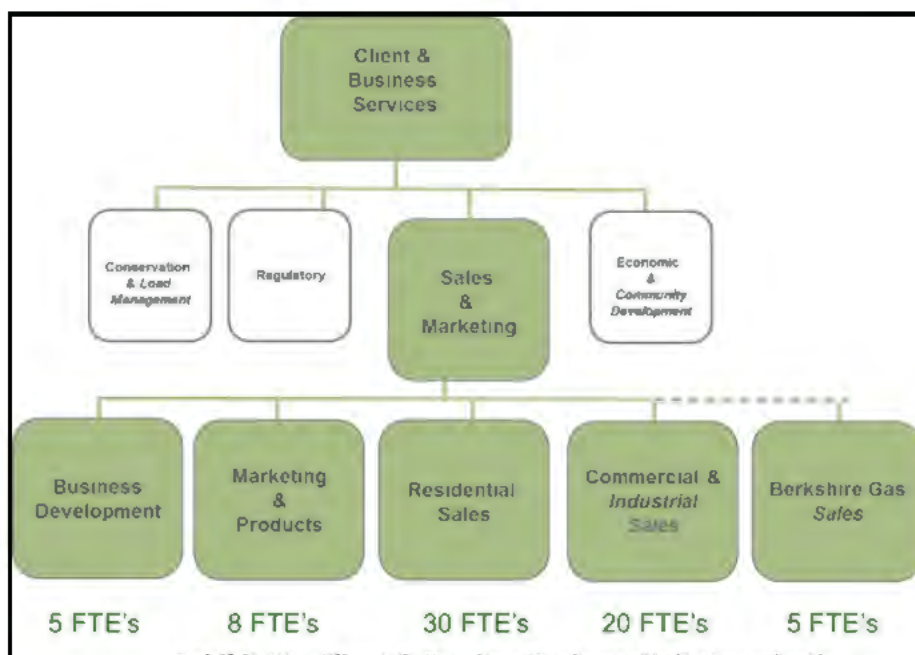 Client &
Business
Services
Conservation
& Load
Management
Regulatory
Sales
&
Marketing
Economic
&
Community
Development
Business
Development
Marketing
&
Products
Residential
Sales
Commercial &
Industrial
Sales
Berkshire Gas
Sales
5 FTE's
8 FTE's
30 FTE's
20 FTE's
5 FTE's